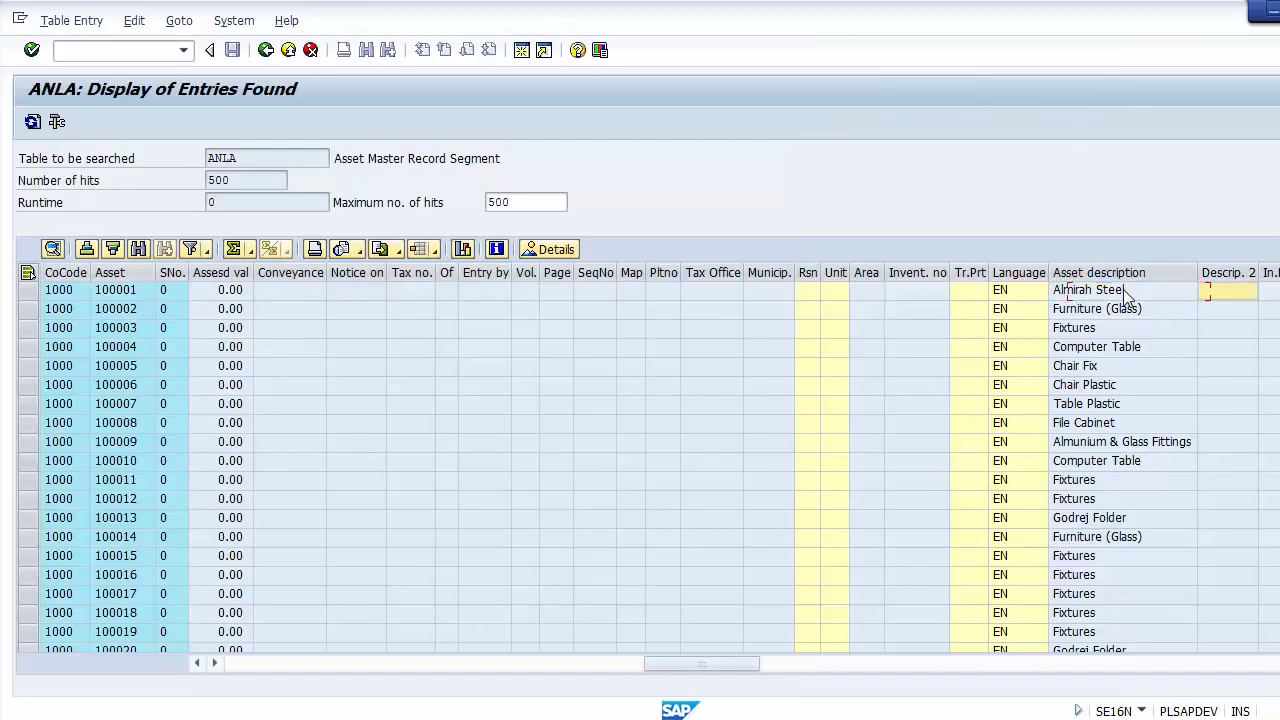 Table Entry Edit Goto System Help
ANLA: Display of Entries Found
Table to be searched ANLA Asset Master Record Segment
Number of hits 500
Runtime 0 Maximum no. of hits 500
Details
CoCode Asset SNo. Assesd val Conveyance Notice on Tax no. Of Entry by Vol. Page SeqNo Map Pltno Tax Office Municip. Rsn Unit Area Invent. no Tr.Prt Language Asset description Descrip. 2
1000 100001 0 0.00 EN Almirah Steel
1000 100002 0 0.00 EN Furniture (Glass)
1000 100003 0 0.00 EN Fixtures
1000 100004 0 0.00 EN Computer Table
1000 100005 0 0.00 EN Chair Fix
1000 100006 0 0.00 EN Chair Plastic
1000 100007 0 0.00 EN Table Plastic
1000 100008 0 0.00 EN File Cabinet
1000 100009 0 0.00 EN Almunium & Glass Fittings
1000 100010 0 0.00 EN Computer Table
1000 100011 0 0.00 EN Fixtures
1000 100012 0 0.00 EN Fixtures
1000 100013 0 0.00 EN Godrej Folder
1000 100014 0 0.00 EN Furniture (Glass)
1000 100015 0 0.00 EN Fixtures
1000 100016 0 0.00 EN Fixtures
1000 100017 0 0.00 EN Fixtures
1000 100018 0 0.00 EN Fixtures
1000 100019 0 0.00 EN Fixtures
1000 100020 0 0.00 EN Godrej Folder
SAP SE16N PLSAPDEV INS